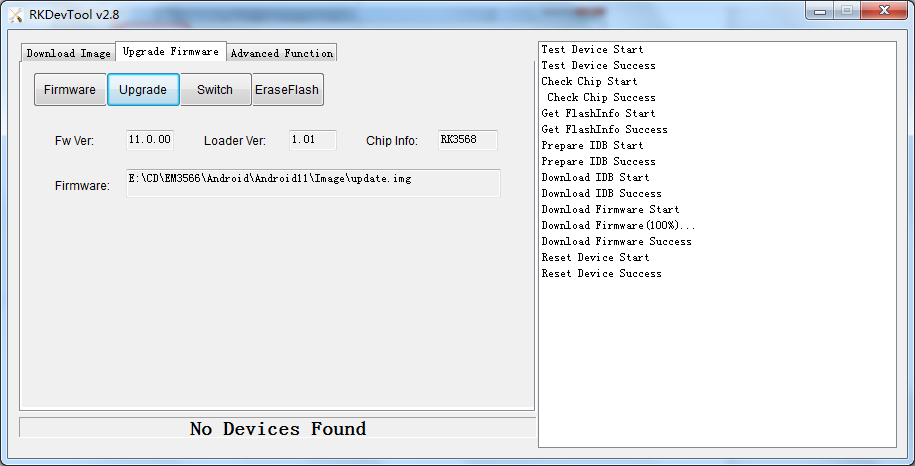 RKDevTool v2.8
Download Image Upgrade Firmware Advanced Function
Firmware Upgrade Switch EraseFlash
Fw Ver: 11.0.00 Loader Ver: 1.01 Chip Info: RK3568
Firmware: E:\CD\EM3566\Android\Android11\Image\update.img
No Devices Found
Test Device Start
Test Device Success
Check Chip Start
Check Chip Success
Get FlashInfo Start
Get FlashInfo Success
Prepare IDB Start
Prepare IDB Success
Download IDB Start
Download IDB Success
Download Firmware Start
Download Firmware(100%)...
Download Firmware Success
Reset Device Start
Reset Device Success